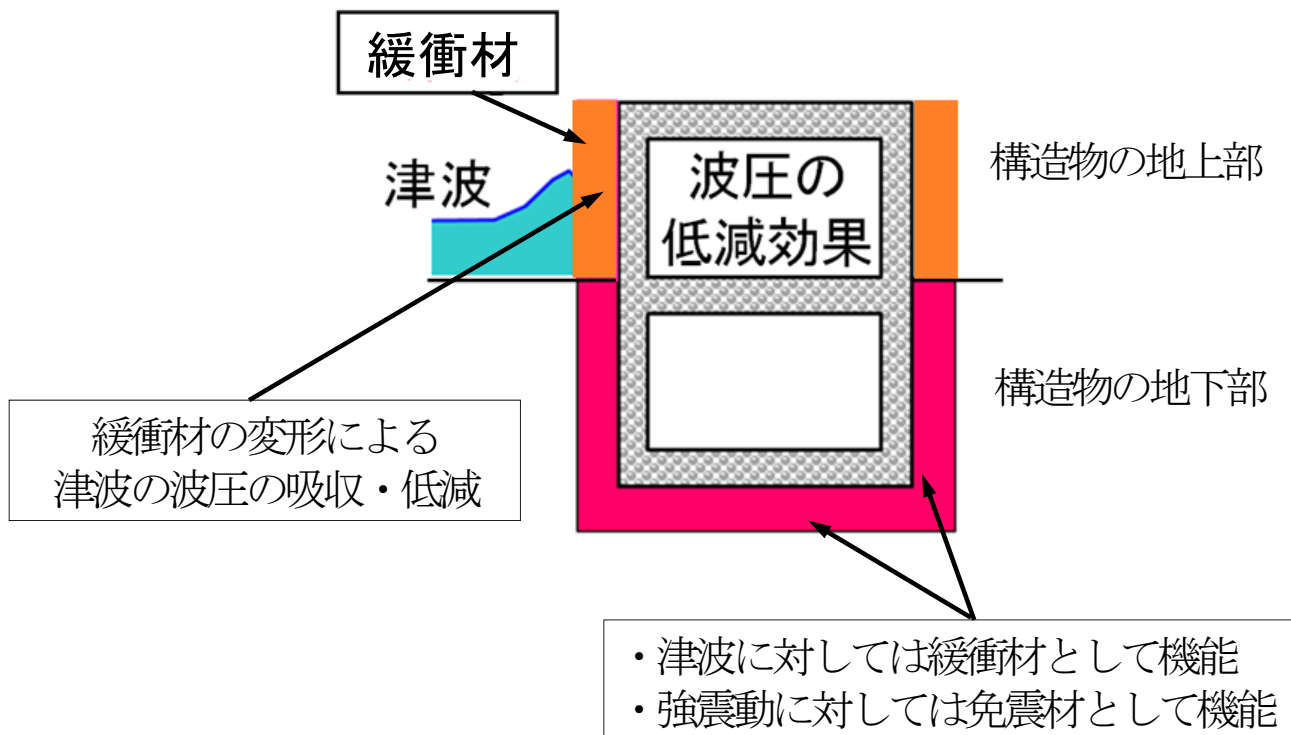 緩衝材
津波
波圧の
低減効果
構造物の地上部
構造物の地下部
緩衝材の変形による
津波の波圧の吸収・低減
・津波に対しては緩衝材として機能
・強震動に対しては免震材として機能